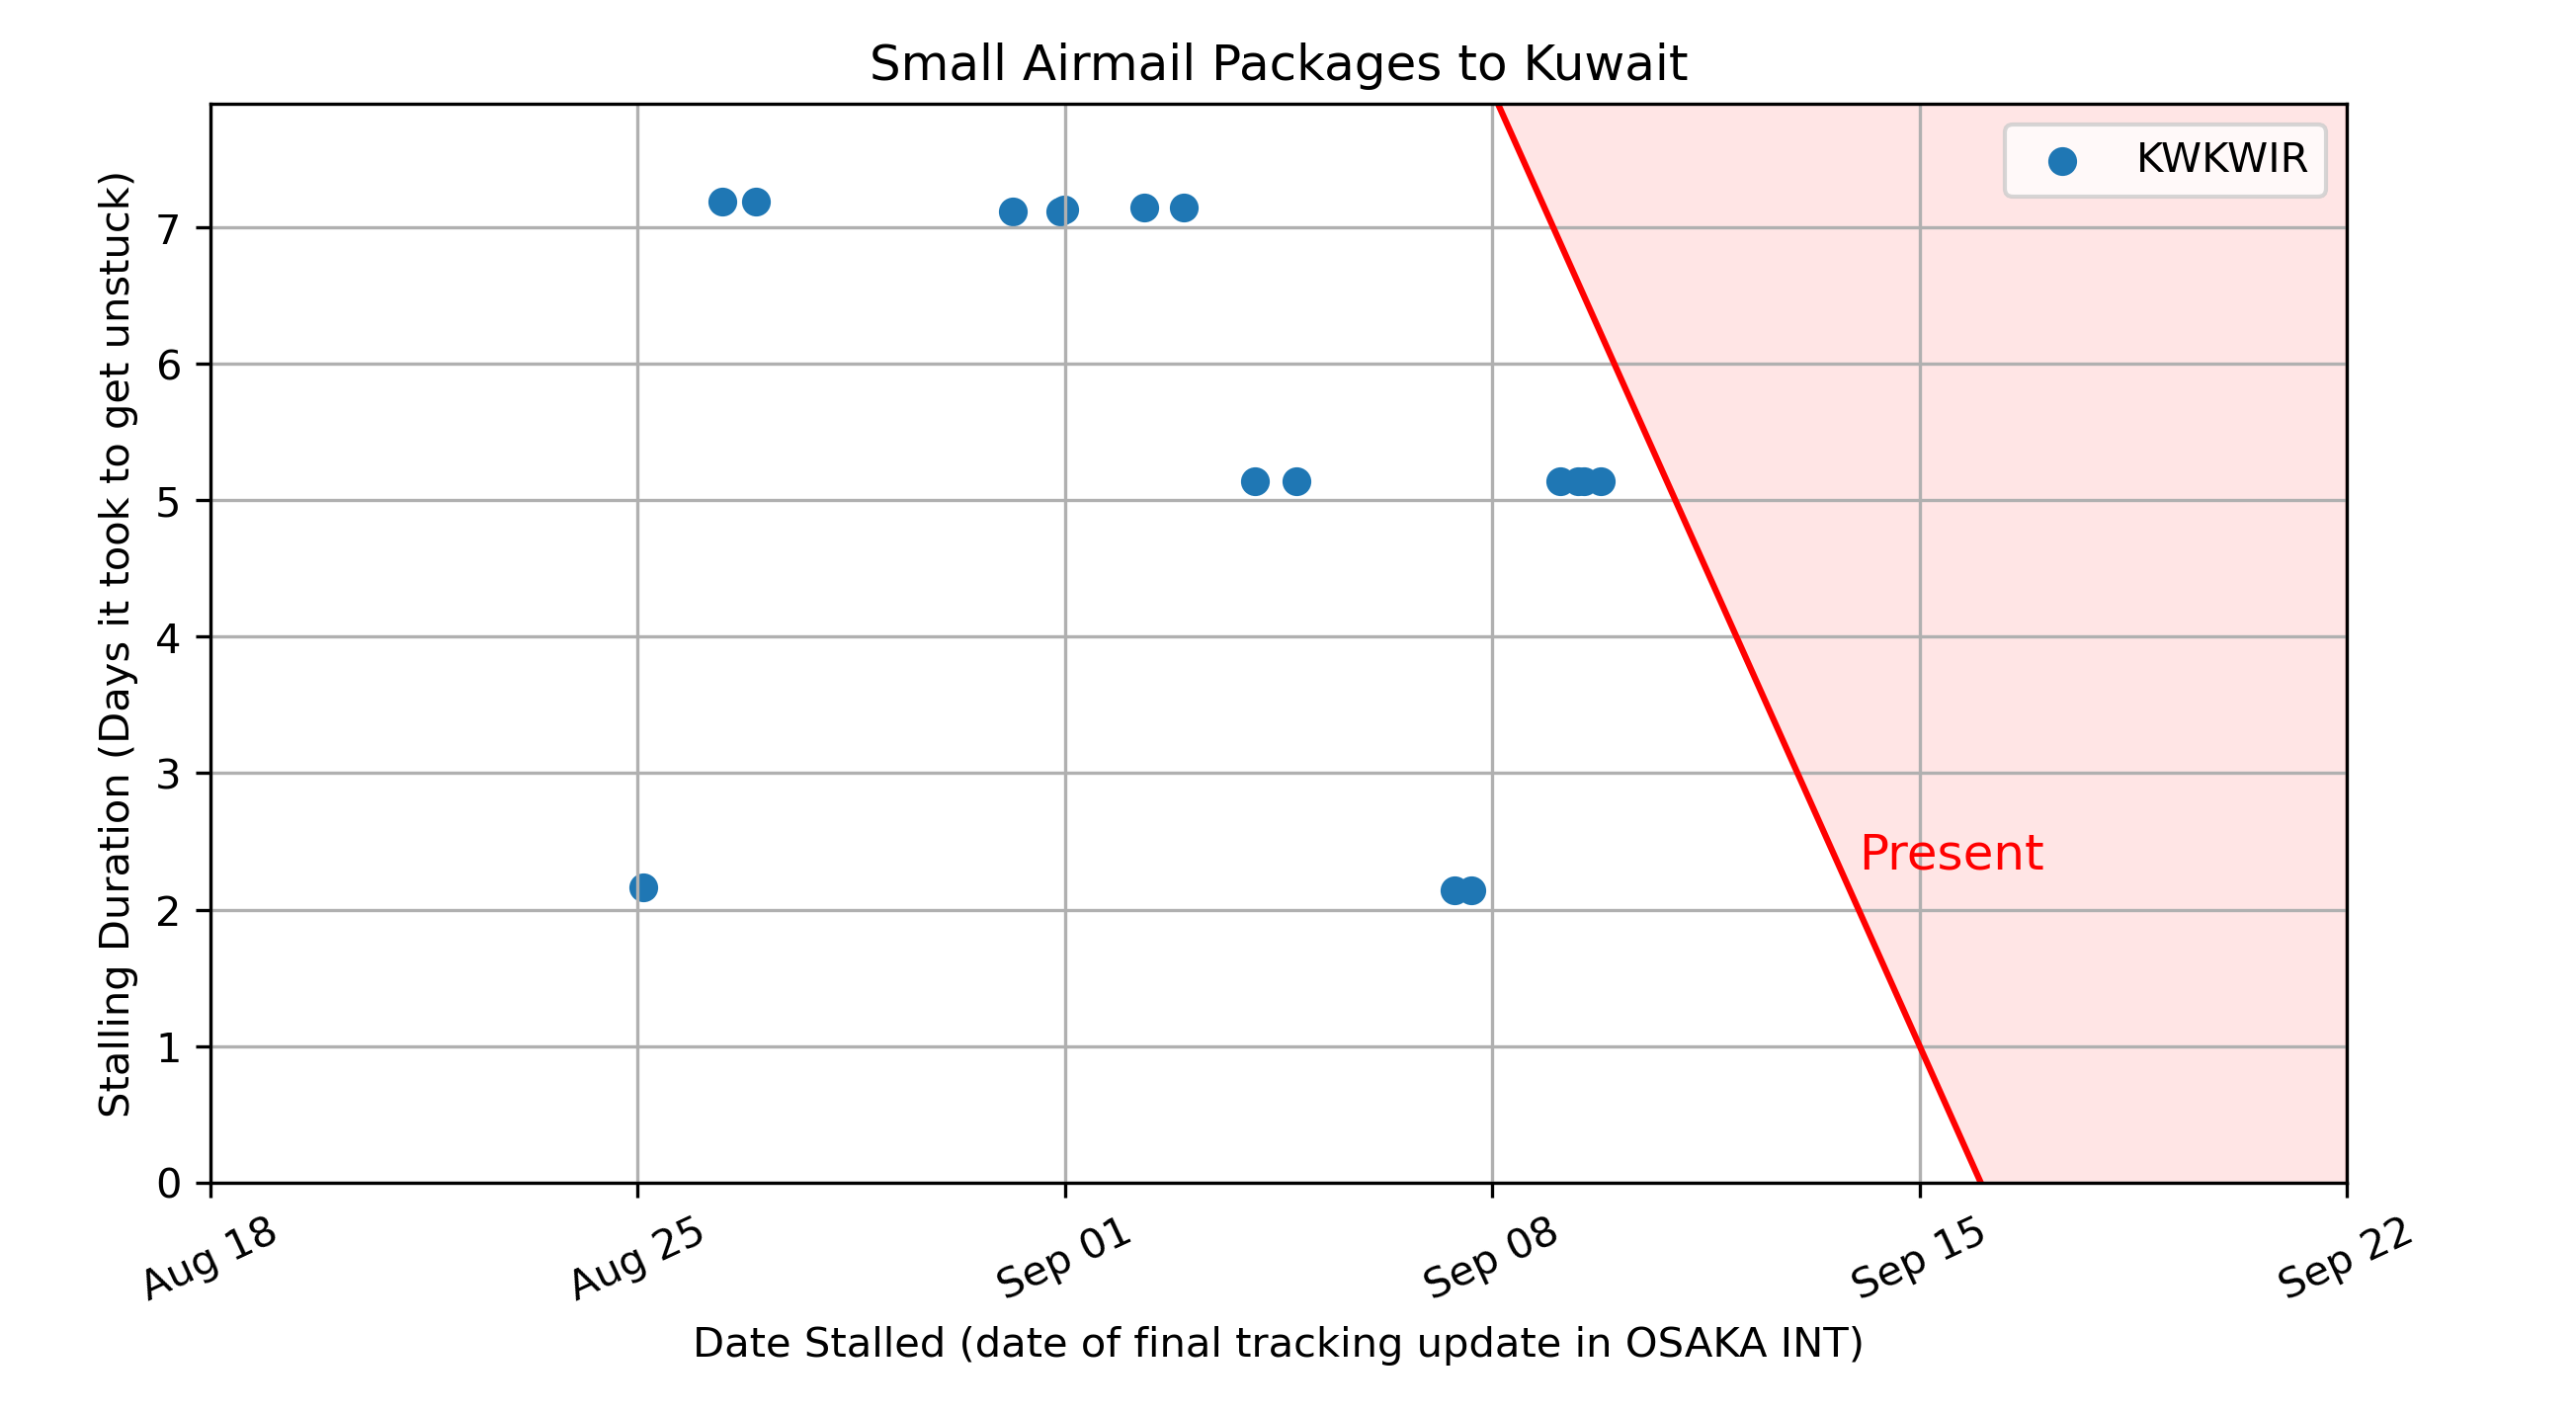 Small Airmail Packages to Kuwait
KWKWIR
Stalling Duration (Days it took to get unstuck)
7
6
5
4
3
2
1
0
Present
Aug 18
Aug 25
Sep 01
Sep 08
Sep 15
Sep 22
Date Stalled (date of final tracking update in OSAKA INT)